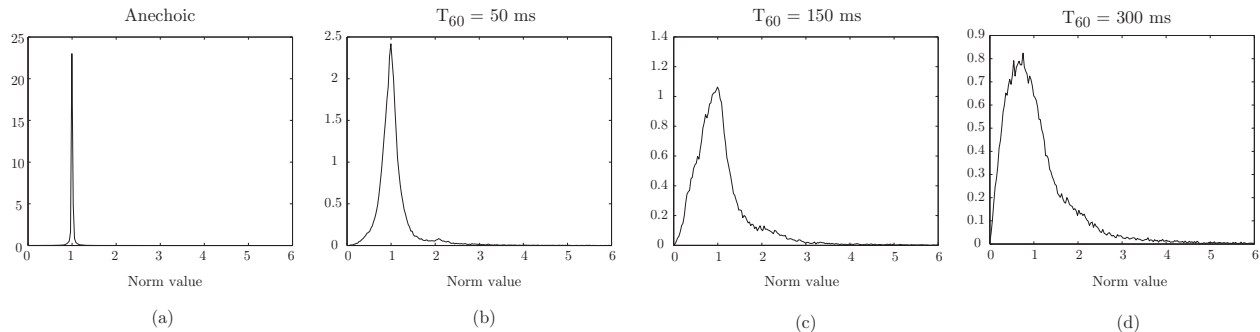 Anechoic
25
20
15
10
5
0
0 1 2 3 4 5 6
Norm value
(a)
T60 = 50 ms
2.5
2
1.5
1
0.5
0
0 1 2 3 4 5 6
Norm value
(b)
T60 = 150 ms
1.4
1.2
1
0.8
0.6
0.4
0.2
0
0 1 2 3 4 5 6
Norm value
(c)
T60 = 300 ms
0.9
0.8
0.7
0.6
0.5
0.4
0.3
0.2
0.1
0
0 1 2 3 4 5 6
Norm value
(d)